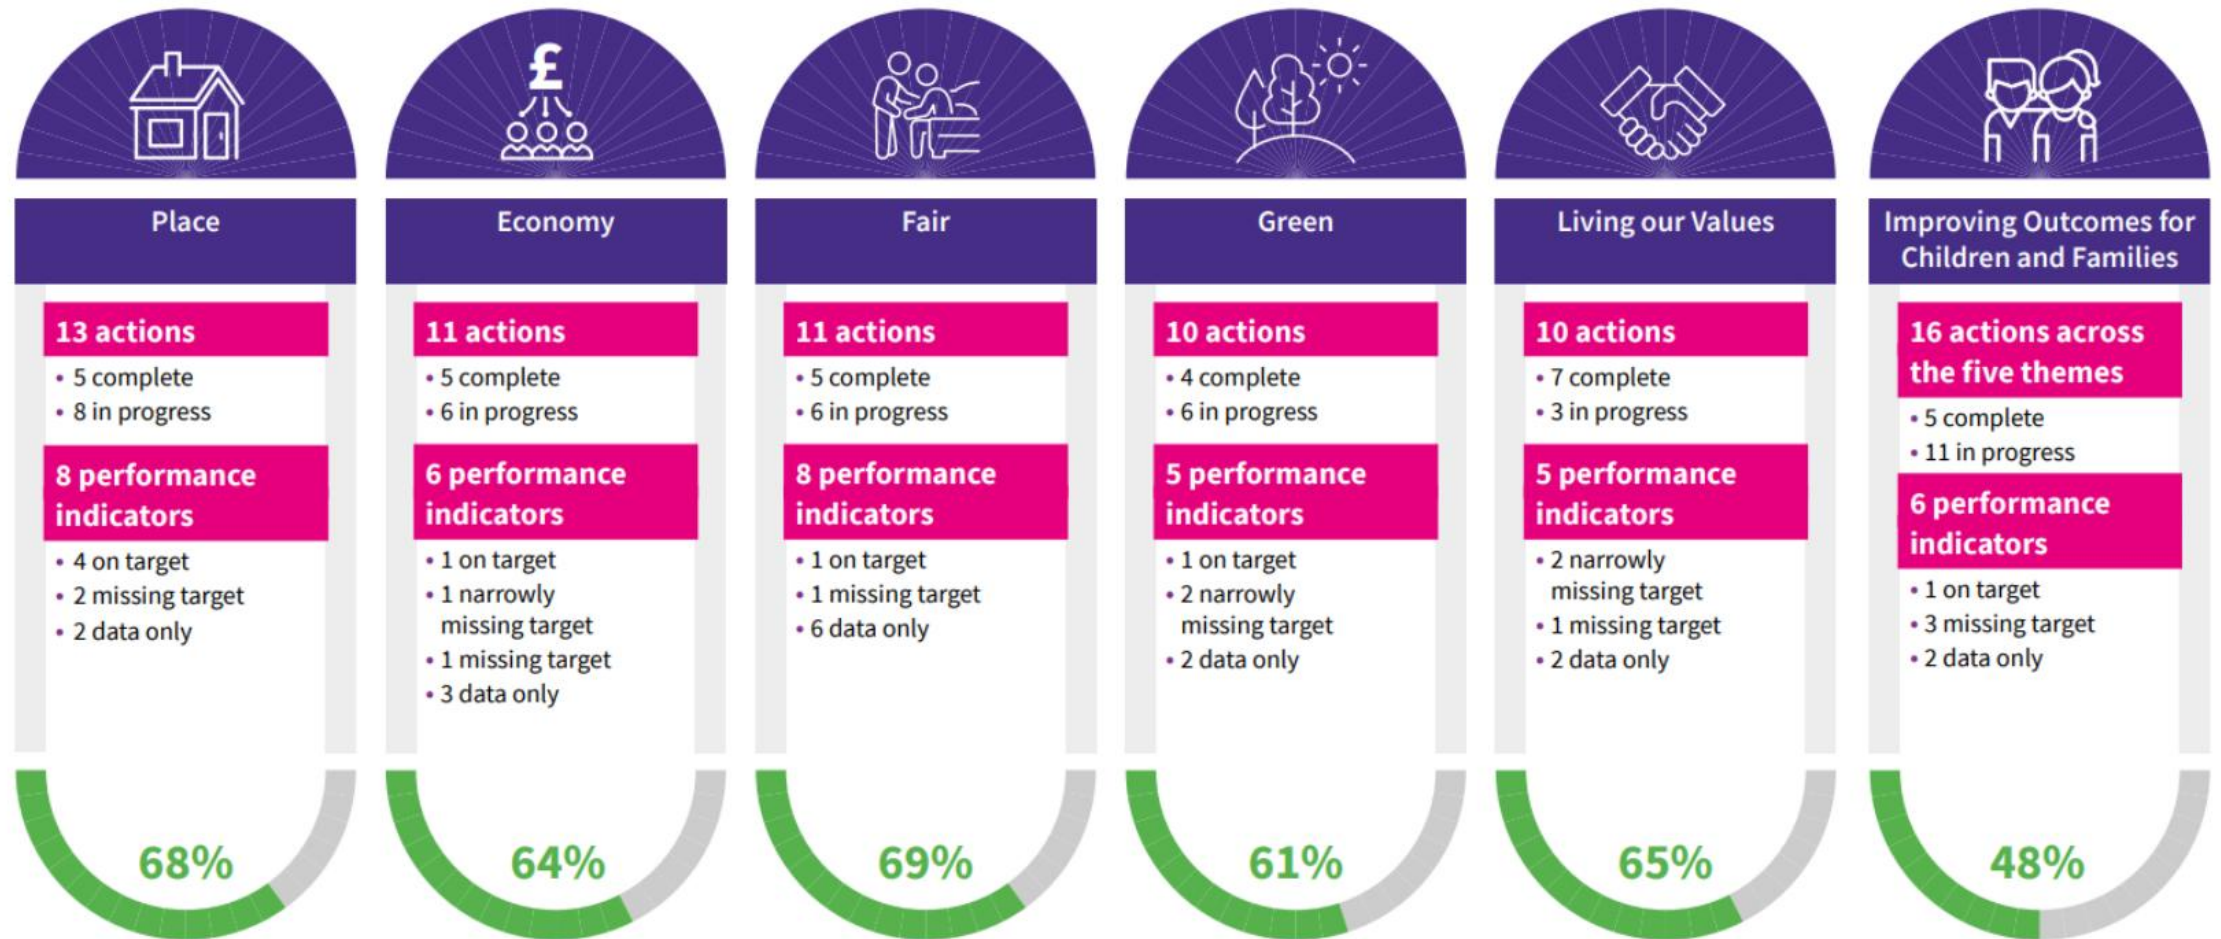 £
Place
13 actions
• 5 complete
• 8 in progress
8 performance
indicators
• 4 on target
• 2 missing target
• 2 data only
68%
Economy
11 actions
• 5 complete
• 6 in progress
6 performance
indicators
• 1 on target
• 1 narrowly
missing target
• 1 missing target
• 3 data only
64%
Fair
11 actions
• 5 complete
• 6 in progress
8 performance
indicators
• 1 on target
• 1 missing target
• 6 data only
69%
Green
10 actions
• 4 complete
• 6 in progress
5 performance
indicators
• 1 on target
• 2 narrowly
missing target
• 2 data only
61%
Living our Values
10 actions
• 7 complete
• 3 in progress
5 performance
indicators
• 2 narrowly
missing target
• 1 missing target
• 2 data only
65%
Improving Outcomes for
Children and Families
16 actions across
the five themes
• 5 complete
• 11 in progress
6 performance
indicators
• 1 on target
• 3 missing target
• 2 data only
48%